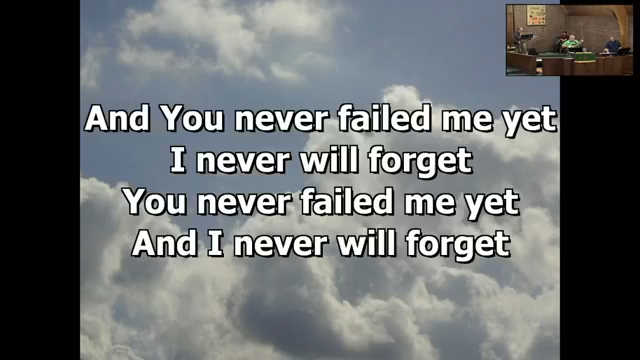 And You never failed me yet
I never will forget
You never failed me yet
And I never will forget